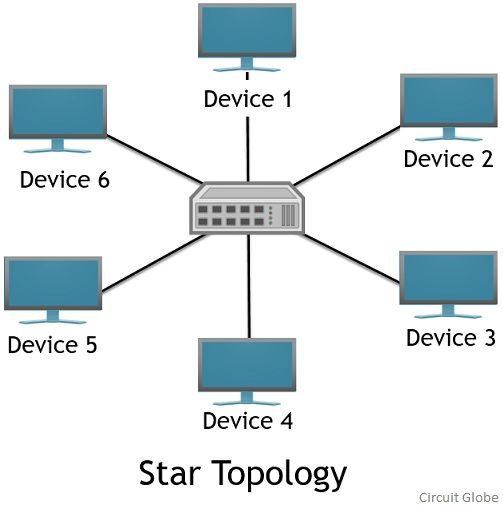 Device 1
Device 2
Device 6
Device 3
Device 5
Device 4
Star Topology
Circuit Globe